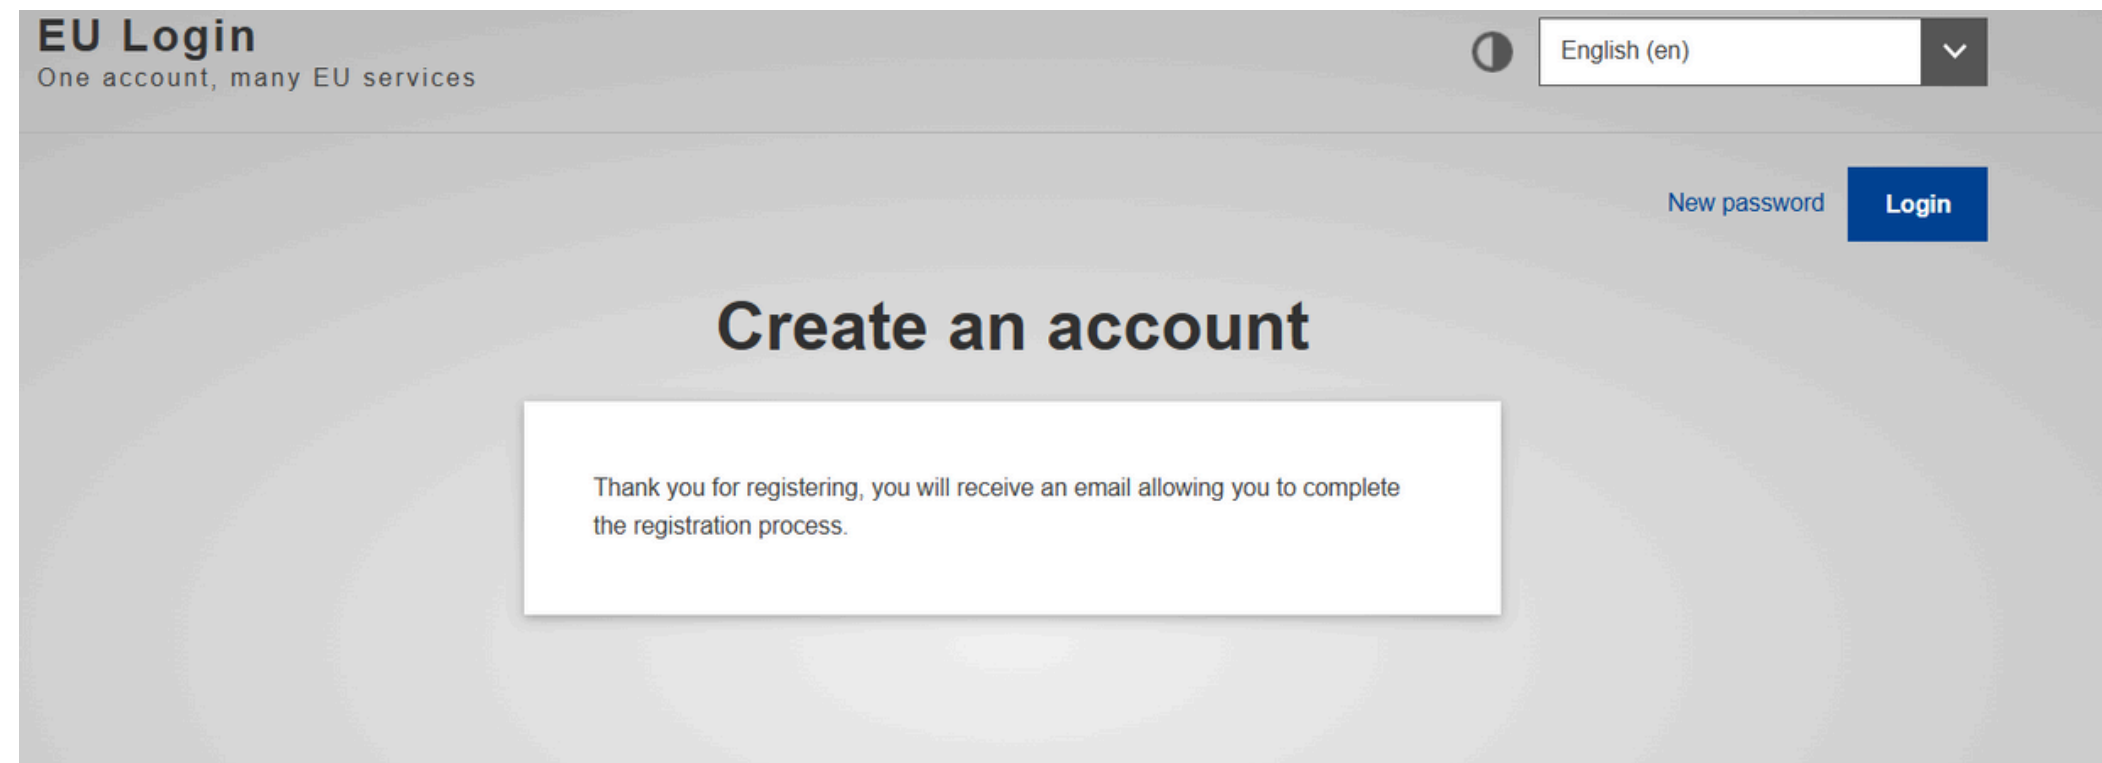 EU Login
One account, many EU services
English (en)
New password
Login
Create an account
Thank you for registering, you will receive an email allowing you to complete
the registration process.